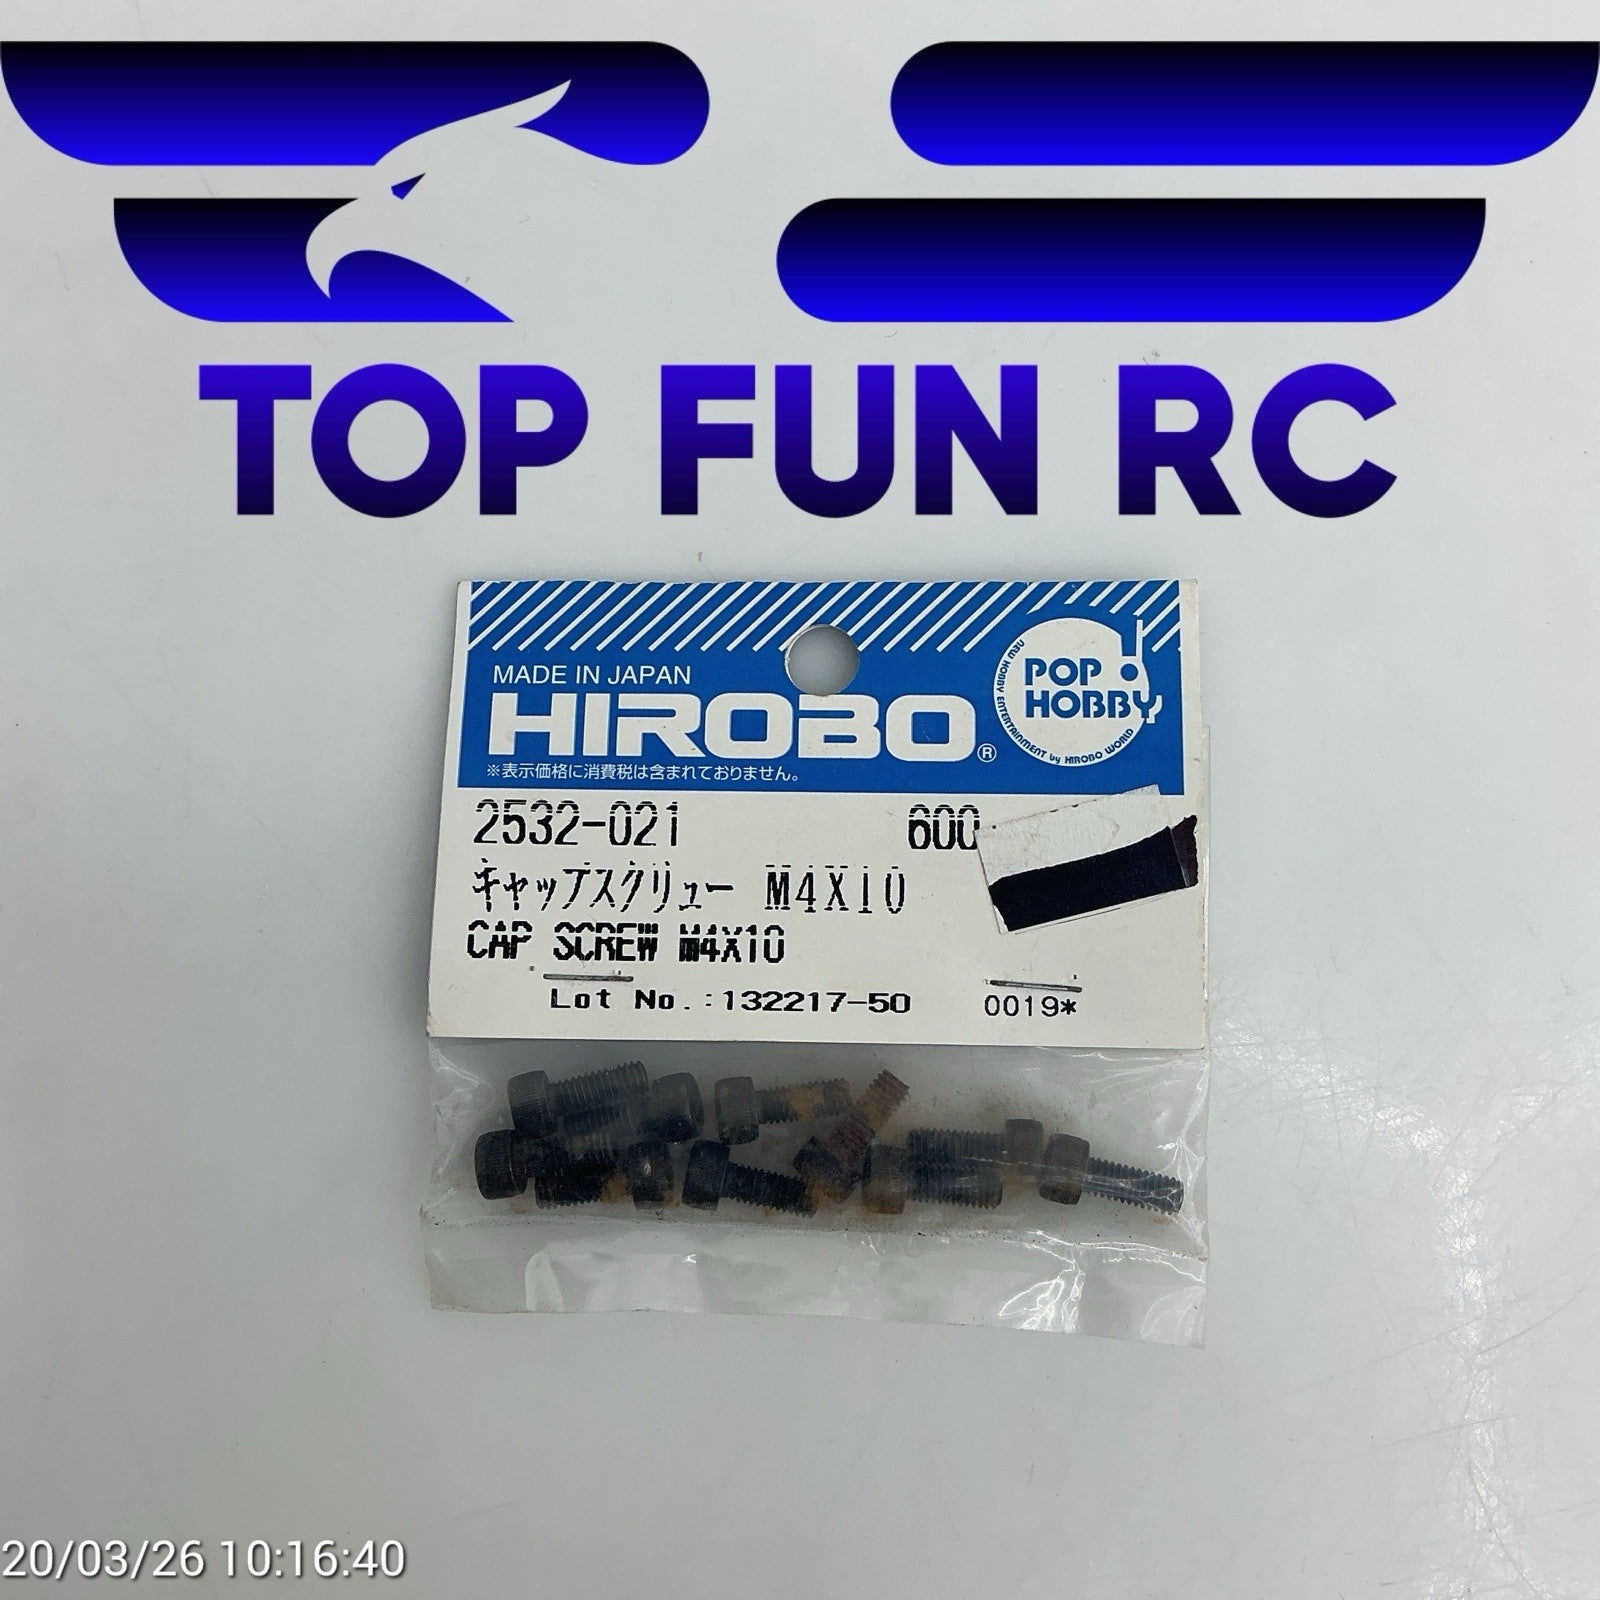 TOP FUN RC
MADE IN JAPAN
HIROBO®
※表示価格に消費税は含まれておりません。
POP!
HOBBY
NEW HOBBY ENTERTAINMENT by HIROBO WORLD
2532-021 600
キャップスクリュー M4X10
CAP SCREW M4X10
Lot No.:132217-50 0019*
20/03/26 10:16:40